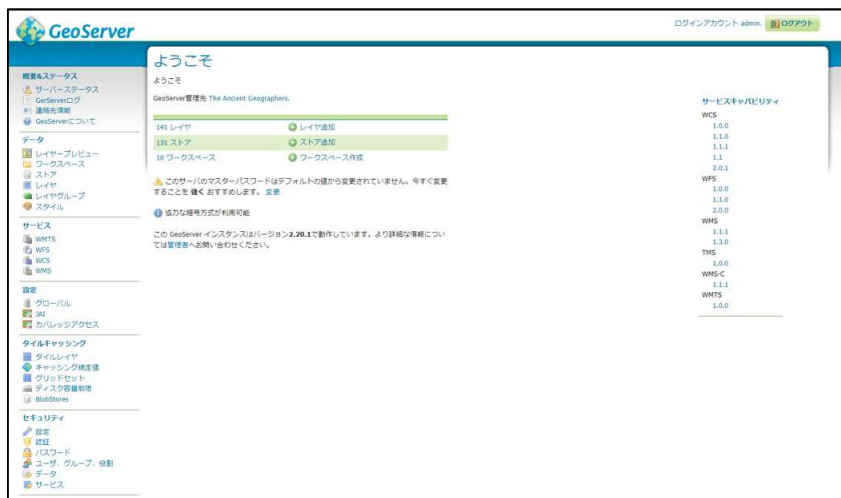 GeoServer
ログインアカウント admin.
ログアウト
概要&ステータス
サーバーステータス
GerServerログ
連絡先情報
GeoServerについて
データ
レイヤープレビュー
ワークスペース
ストア
レイヤ
レイヤグループ
スタイル
サービス
WMTS
WFS
WCS
WMS
設定
グローバル
JAI
カバレッジアクセス
タイルキャッシング
タイルレイヤ
キャッシング規定値
グリッドセット
ディスク容量制限
BlobStores
セキュリティ
設定
認証
パスワード
ユーザ、グループ、役割
データ
サービス
ようこそ
ようこそ
GeoServer管理先 The Ancient Geographers.
141 レイヤ レイヤ追加
131 ストア ストア追加
10 ワークスペース ワークスペース作成
このサーバのマスターパスワードはデフォルトの値から変更されていません。今すぐ変更
することを 強く おすすめします。 変更
協力な暗号方式が利用可能
この GeoServer インスタンスはバージョン2.20.1で動作しています。より詳細な情報につい
ては管理者へお問い合わせください。
サービスキャパビリティ
WCS
1.0.0
1.1.0
1.1.1
1.1
2.0.1
WFS
1.0.0
1.1.0
2.0.0
WMS
1.1.1
1.3.0
TMS
1.0.0
WMS-C
1.1.1
WMTS
1.0.0